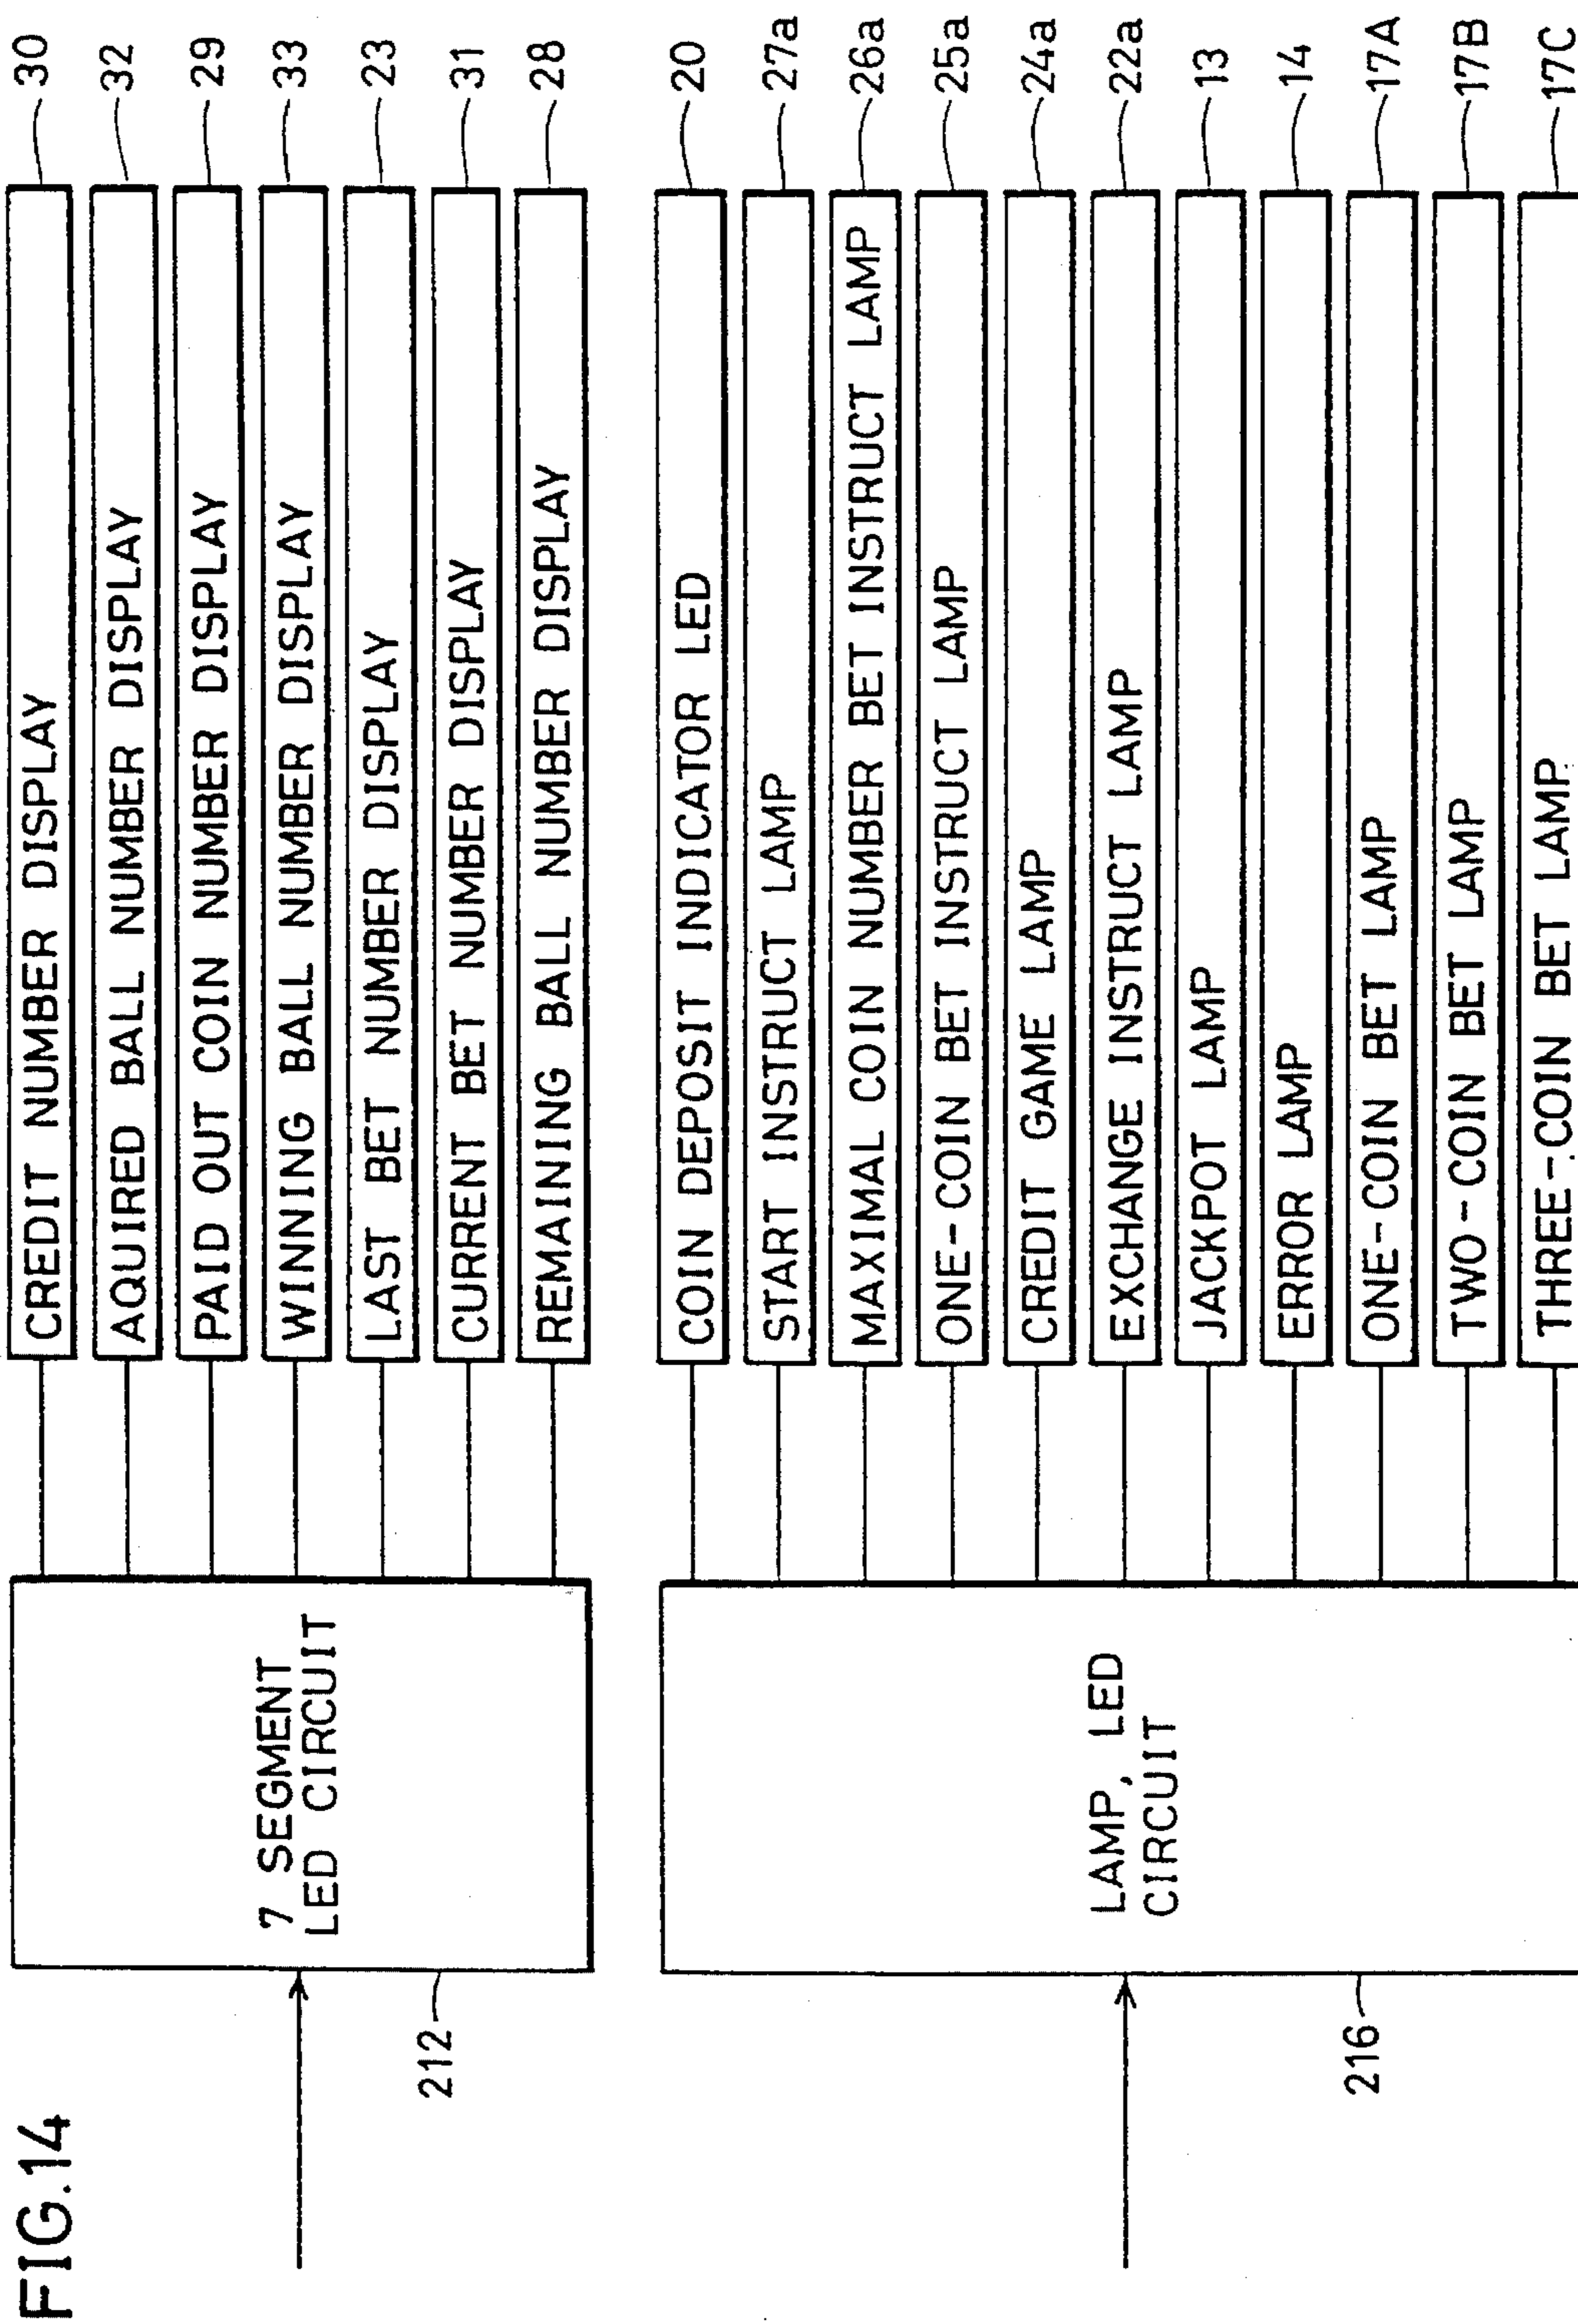 FIG.14
7 SEGMENT
LED CIRCUIT
212
CREDIT NUMBER DISPLAY
30
AQUIRED BALL NUMBER DISPLAY
32
PAID OUT COIN NUMBER DISPLAY
29
WINNING BALL NUMBER DISPLAY
33
LAST BET NUMBER DISPLAY
23
CURRENT BET NUMBER DISPLAY
31
REMAINING BALL NUMBER DISPLAY
28
LAMP, LED
CIRCUIT
216
COIN DEPOSIT INDICATOR LED
20
START INSTRUCT LAMP
27a
MAXIMAL COIN NUMBER BET INSTRUCT LAMP
26a
ONE-COIN BET INSTRUCT LAMP
25a
CREDIT GAME LAMP
24a
EXCHANGE INSTRUCT LAMP
22a
JACKPOT LAMP
13
ERROR LAMP
14
ONE-COIN BET LAMP
17A
TWO-COIN BET LAMP
17B
THREE-COIN BET LAMP
17C